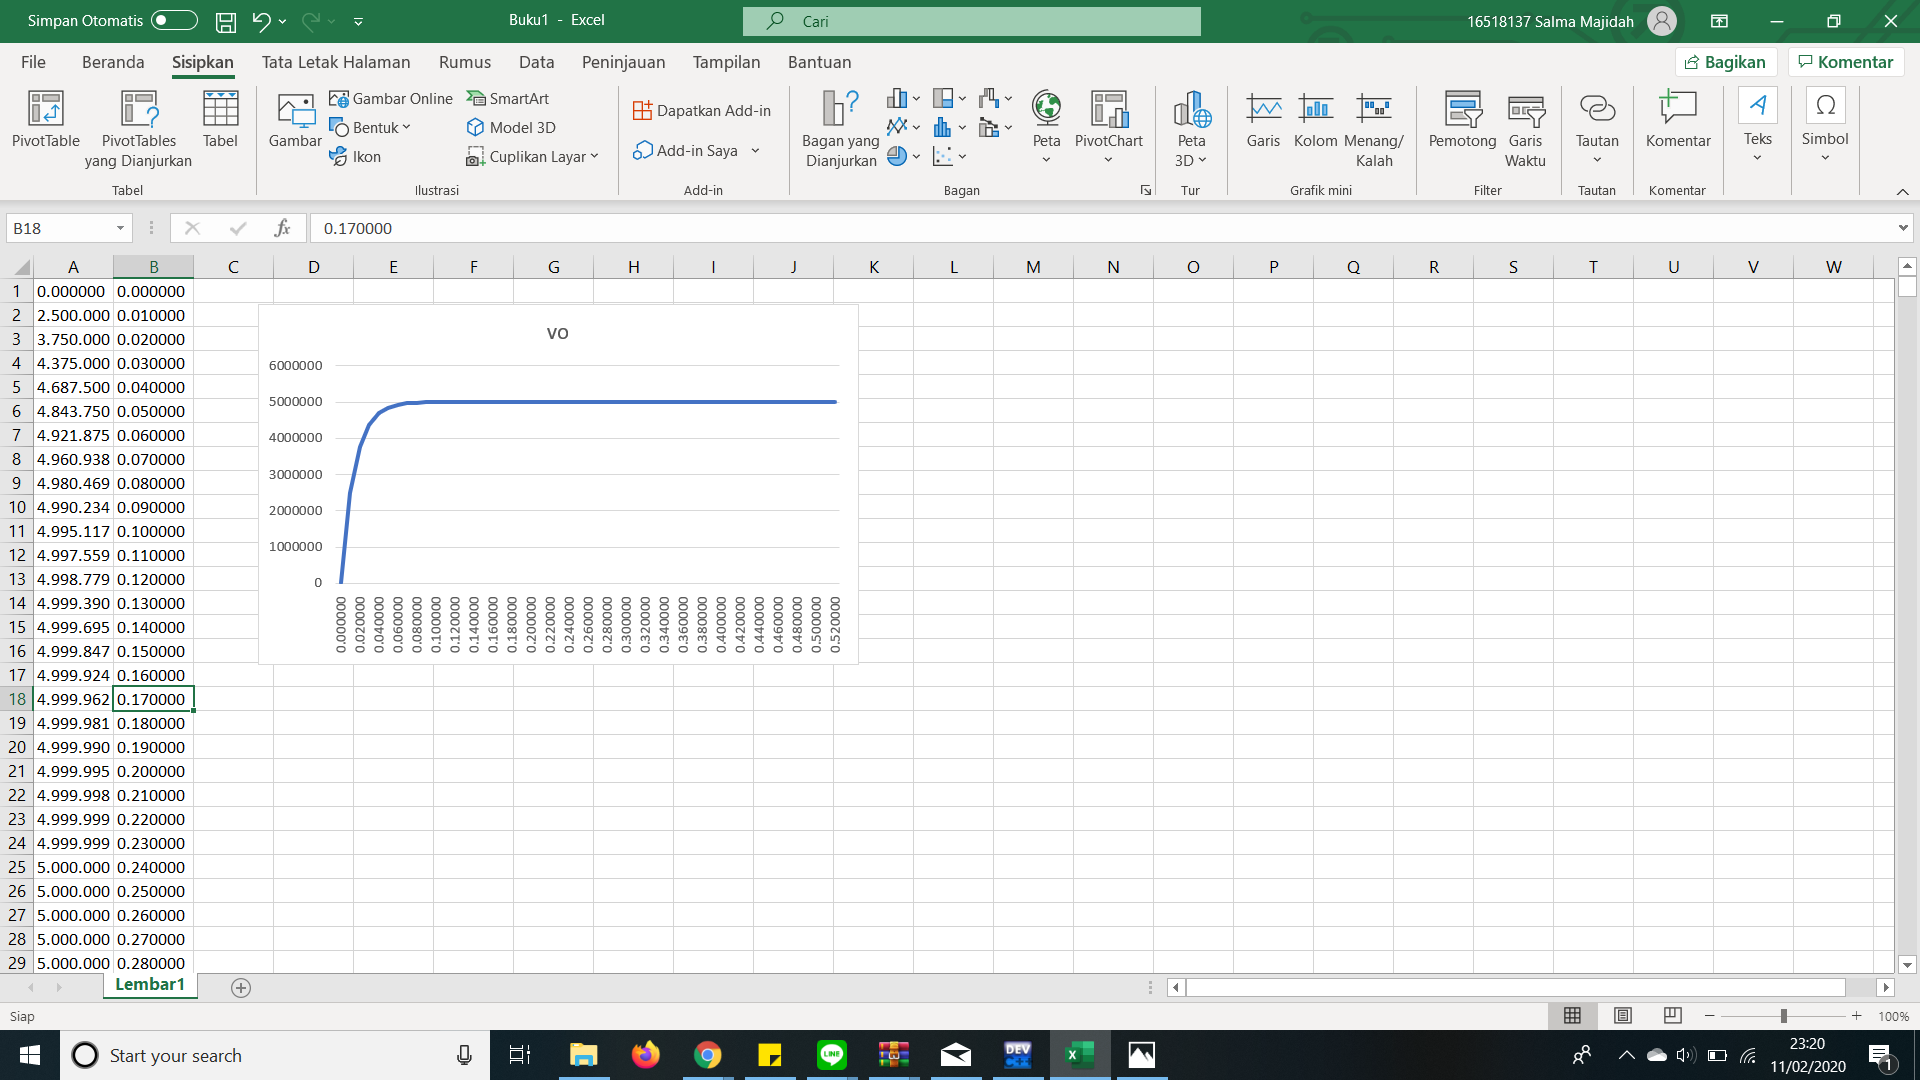 Simpan Otomatis
Buku1 - Excel
Cari
16518137 Salma Majidah
File Beranda Sisipkan Tata Letak Halaman Rumus Data Peninjauan Tampilan Bantuan
Bagikan Komentar
PivotTable
PivotTables yang Dianjurkan
Tabel
Tabel
Gambar
Gambar Online
Bentuk
Ikon
SmartArt
Model 3D
Cuplikan Layar
Ilustrasi
Dapatkan Add-in
Add-in Saya
Add-in
Bagan yang Dianjurkan
Peta
PivotChart
Bagan
Peta 3D
Tur
Garis
Kolom
Menang/ Kalah
Grafik mini
Pemotong
Garis Waktu
Filter
Tautan
Tautan
Komentar
Komentar
Teks
Simbol
B18
fx
0.170000
A B C D E F G H I J K L M N O P Q R S T U V W
1 0.000000 0.000000
2 2.500.000 0.010000
3 3.750.000 0.020000
4 4.375.000 0.030000
5 4.687.500 0.040000
6 4.843.750 0.050000
7 4.921.875 0.060000
8 4.960.938 0.070000
9 4.980.469 0.080000
10 4.990.234 0.090000
11 4.995.117 0.100000
12 4.997.559 0.110000
13 4.998.779 0.120000
14 4.999.390 0.130000
15 4.999.695 0.140000
16 4.999.847 0.150000
17 4.999.924 0.160000
18 4.999.962 0.170000
19 4.999.981 0.180000
20 4.999.990 0.190000
21 4.999.995 0.200000
22 4.999.998 0.210000
23 4.999.999 0.220000
24 4.999.999 0.230000
25 5.000.000 0.240000
26 5.000.000 0.250000
27 5.000.000 0.260000
28 5.000.000 0.270000
29 5.000.000 0.280000
VO
6000000
5000000
4000000
3000000
2000000
1000000
0
0.000000 0.020000 0.040000 0.060000 0.080000 0.100000 0.120000 0.140000 0.160000 0.180000 0.200000 0.220000 0.240000 0.260000 0.280000 0.300000 0.320000 0.340000 0.360000 0.380000 0.400000 0.420000 0.440000 0.460000 0.480000 0.500000 0.520000
Lembar1
Siap
100%
Start your search
LINE
DEV C++
23:20
11/02/2020
1